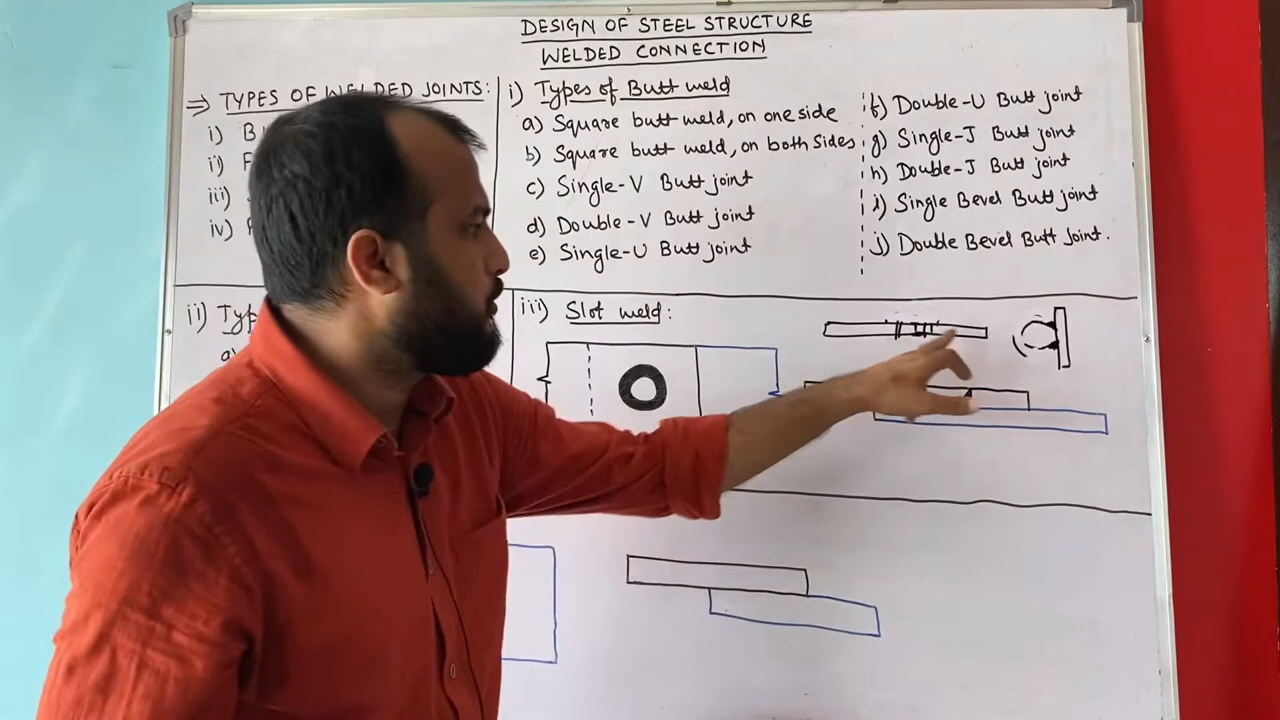 DESIGN OF STEEL STRUCTURE
WELDED CONNECTION
⇒ TYPES OF WELDED JOINTS:
i)
ii)
iii)
iv)
i) Types of Butt weld
a) Square butt weld, on one side
b) Square butt weld, on both sides
c) Single-V Butt joint
d) Double-V Butt joint
e) Single-U Butt joint
f) Double-U Butt joint
g) Single-J Butt joint
h) Double-J Butt joint
i) Single Bevel Butt joint
j) Double Bevel Butt Joint.
ii)
a)
iii) Slot weld: